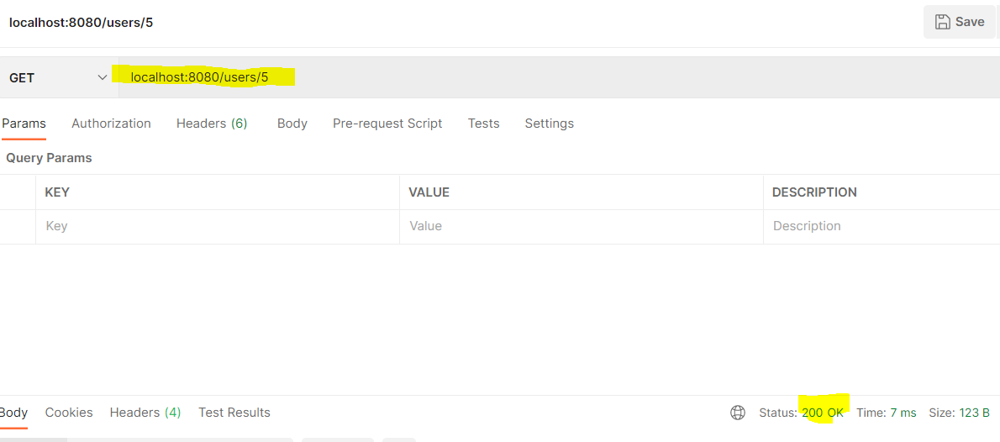 localhost:8080/users/5
Save
GET localhost:8080/users/5
Params Authorization Headers (6) Body Pre-request Script Tests Settings
Query Params
KEY VALUE DESCRIPTION
Key Value Description
Body Cookies Headers (4) Test Results Status: 200 OK Time: 7 ms Size: 123 B